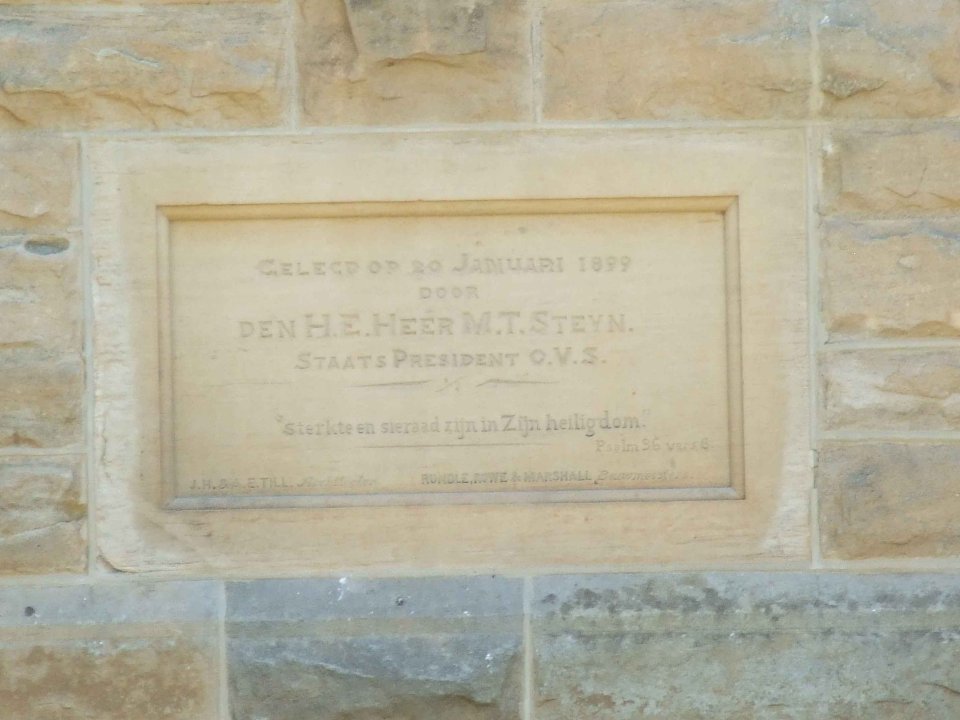 GELEGD OP 20 JANUARI 1899
DOOR
DEN H.E. HEER M.T. STEYN.
STAATS PRESIDENT O.V.S.
"sterkte en sieraad zijn in Zijn heiligdom."
Psalm 96 vers 6.
J.H. & A.E. TILL. Architecten
RUNDLE, ROWE & MARSHALL